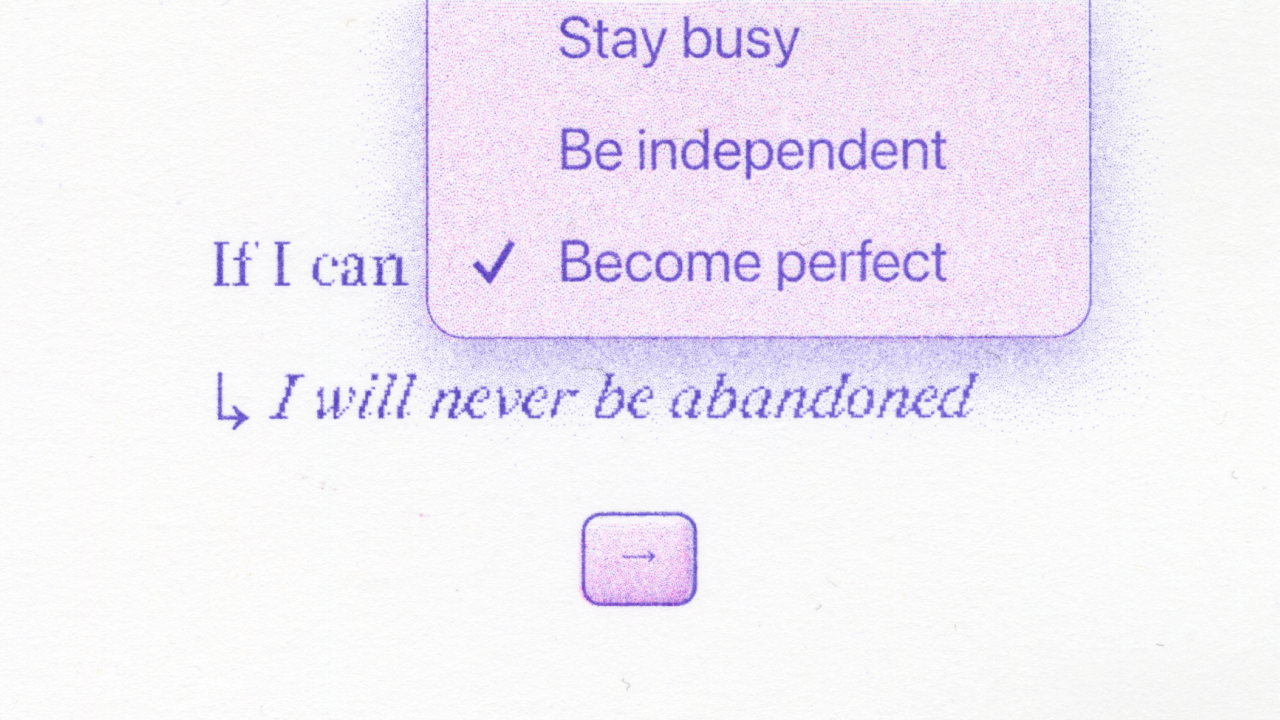 Stay busy
Be independent
If I can ✓ Become perfect
↳ I will never be abandoned
→